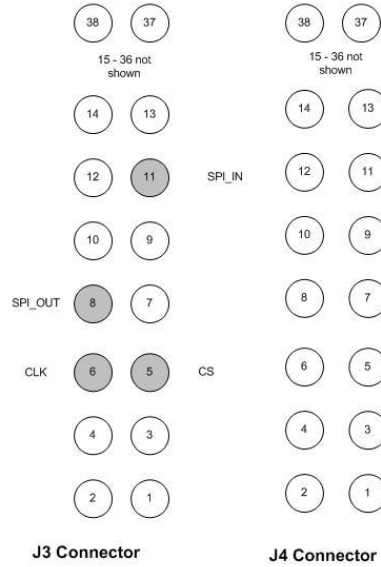 38 37 38 37
15 - 36 not
shown
15 - 36 not
shown
14 13 14 13
12 11 SPI_IN 12 11
10 9 10 9
SPI_OUT 8 7 8 7
CLK 6 5 CS 6 5
4 3 4 3
2 1 2 1
J3 Connector J4 Connector